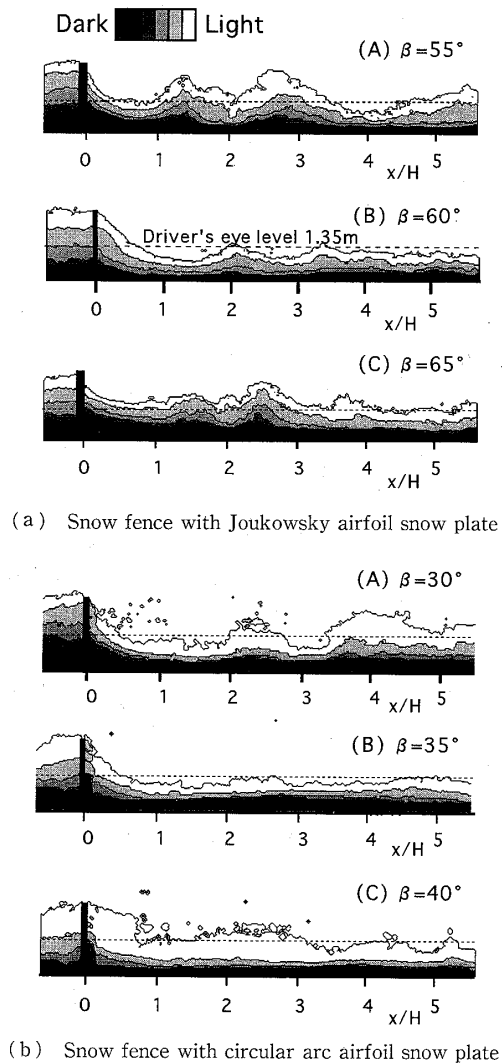 Dark Light
(A) β=55°
0 1 2 3 4 5
x/H
(B) β=60°
Driver's eye level 1.35m
0 1 2 3 4 5
x/H
(C) β=65°
0 1 2 3 4 5
x/H
(a) Snow fence with Joukowsky airfoil snow plate
(A) β=30°
0 1 2 3 4 5
x/H
(B) β=35°
0 1 2 3 4 5
x/H
(C) β=40°
0 1 2 3 4 5
x/H
(b) Snow fence with circular arc airfoil snow plate